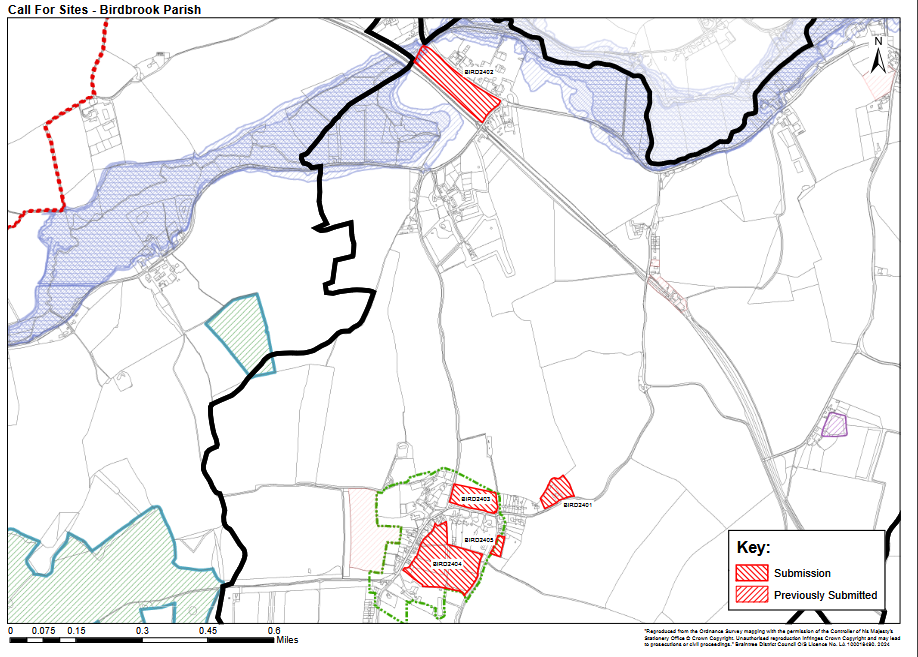 Call For Sites - Birdbrook Parish
N
BIRD2402
BIRD2403
BIRD2401
BIRD2405
BIRD2404
Key:
Submission
Previously Submitted
0 0.075 0.15 0.3 0.45 0.6
Miles
"Reproduced from the Ordnance Survey mapping with the permission of the Controller of his Majesty's
Stationery Office © Crown Copyright. Unauthorised reproduction infringes Crown Copyright and may lead
to prosecutions or civil proceedings." Braintree District Council O/S Licence No. LA 100018490. 2024